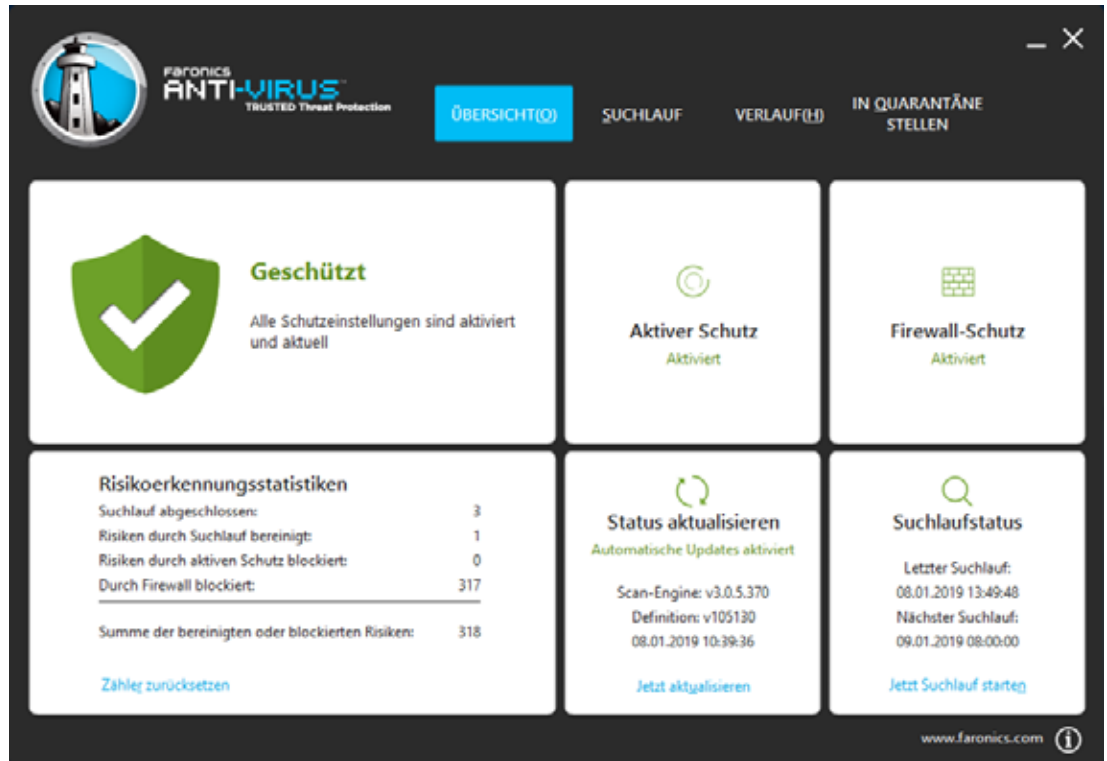 Faronics
ANTI-VIRUS™
TRUSTED Threat Protection
ÜBERSICHT(O)
SUCHLAUF
VERLAUF(H)
IN QUARANTÄNE
STELLEN
Geschützt
Alle Schutzeinstellungen sind aktiviert
und aktuell
Aktiver Schutz
Aktiviert
Firewall-Schutz
Aktiviert
Risikoerkennungsstatistiken
Suchlauf abgeschlossen: 3
Risiken durch Suchlauf bereinigt: 1
Risiken durch aktiven Schutz blockiert: 0
Durch Firewall blockiert: 317
Summe der bereinigten oder blockierten Risiken: 318
Zähler zurücksetzen
Status aktualisieren
Automatische Updates aktiviert
Scan-Engine: v3.0.5.370
Definition: v105130
08.01.2019 10:39:36
Jetzt aktualisieren
Suchlaufstatus
Letzter Suchlauf:
08.01.2019 13:49:48
Nächster Suchlauf:
09.01.2019 08:00:00
Jetzt Suchlauf starten
www.faronics.com